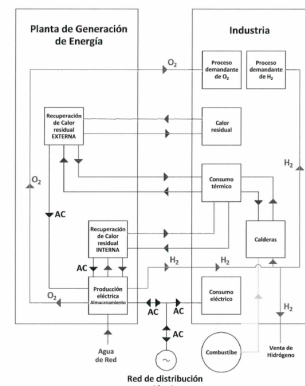 Planta de Generación
de Energía
Industria
O₂
Proceso
demandante
de O₂
Proceso
demandante
de H₂
Recuperación
de Calor
residual
EXTERNA
Calor
residual
H₂
O₂
Consumo
térmico
AC
Recuperación
de Calor
residual
INTERNA
Calderas
AC
H₂
H₂
O₂
Producción
eléctrica
Almacenamiento
AC
AC
Consumo
eléctrico
H₂
AC
Agua
de Red
Combustibe
Venta de
Hidrógeno
Red de distribución